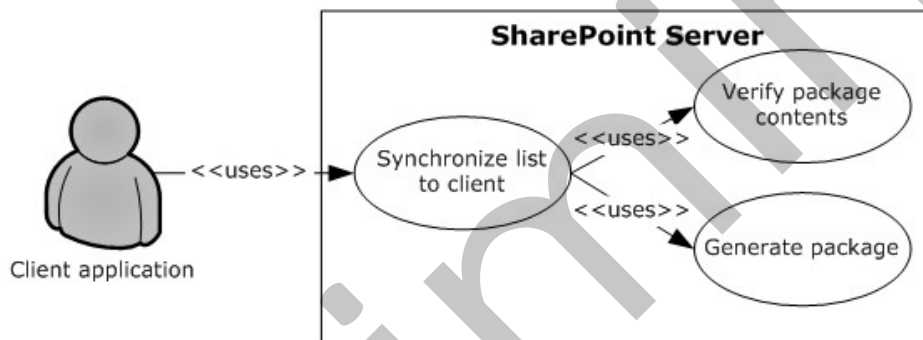 SharePoint Server
Verify package
contents
<<uses>>
<<uses>>
Synchronize list
to client
<<uses>>
Generate package
Client application